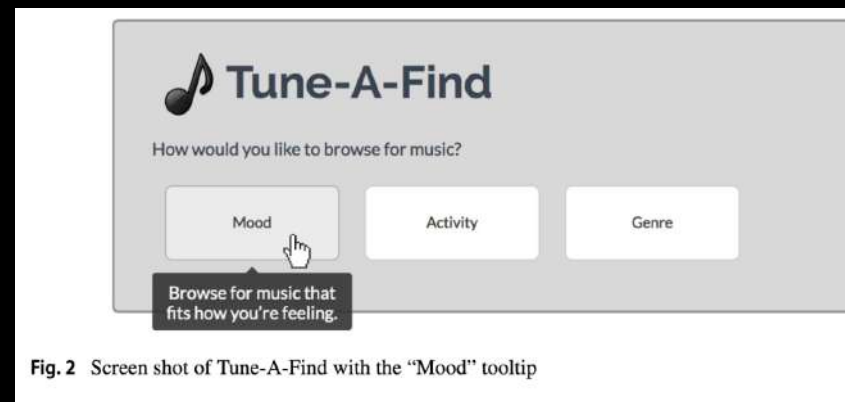 Tune-A-Find
How would you like to browse for music?
Mood
Activity
Genre
Browse for music that
fits how you're feeling.
Fig. 2 Screen shot of Tune-A-Find with the “Mood” tooltip